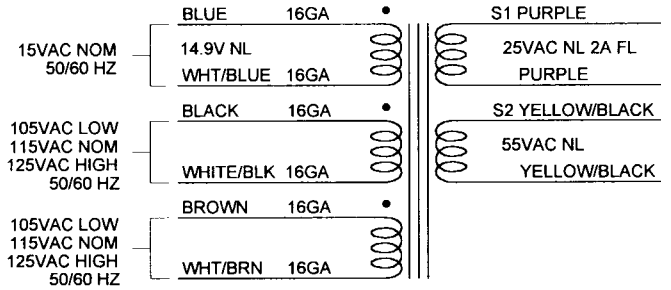 BLUE 16GA
15VAC NOM
50/60 HZ
14.9V NL
WHT/BLUE 16GA
S1 PURPLE
25VAC NL 2A FL
PURPLE
BLACK 16GA
105VAC LOW
115VAC NOM
125VAC HIGH
50/60 HZ
WHITE/BLK 16GA
S2 YELLOW/BLACK
55VAC NL
YELLOW/BLACK
BROWN 16GA
105VAC LOW
115VAC NOM
125VAC HIGH
50/60 HZ
WHT/BRN 16GA